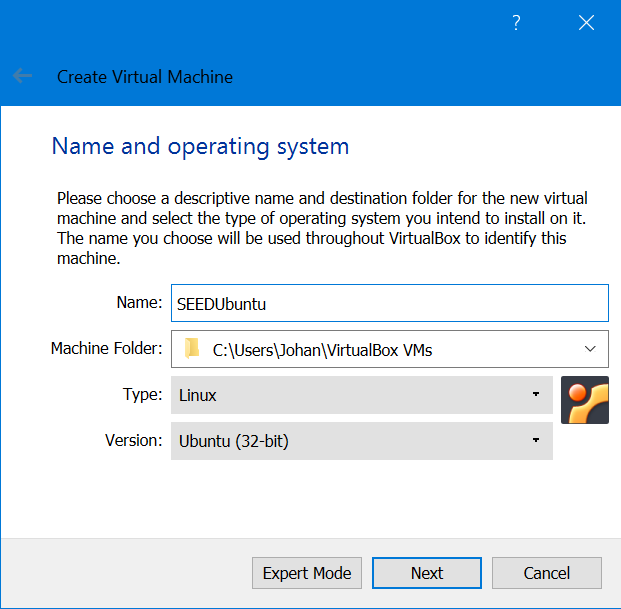 ?
Create Virtual Machine
Name and operating system
Please choose a descriptive name and destination folder for the new virtual
machine and select the type of operating system you intend to install on it.
The name you choose will be used throughout VirtualBox to identify this
machine.
Name: SEEDUbuntu
Machine Folder: C:\Users\Johan\VirtualBox VMs
Type: Linux
Version: Ubuntu (32-bit)
Expert Mode Next Cancel